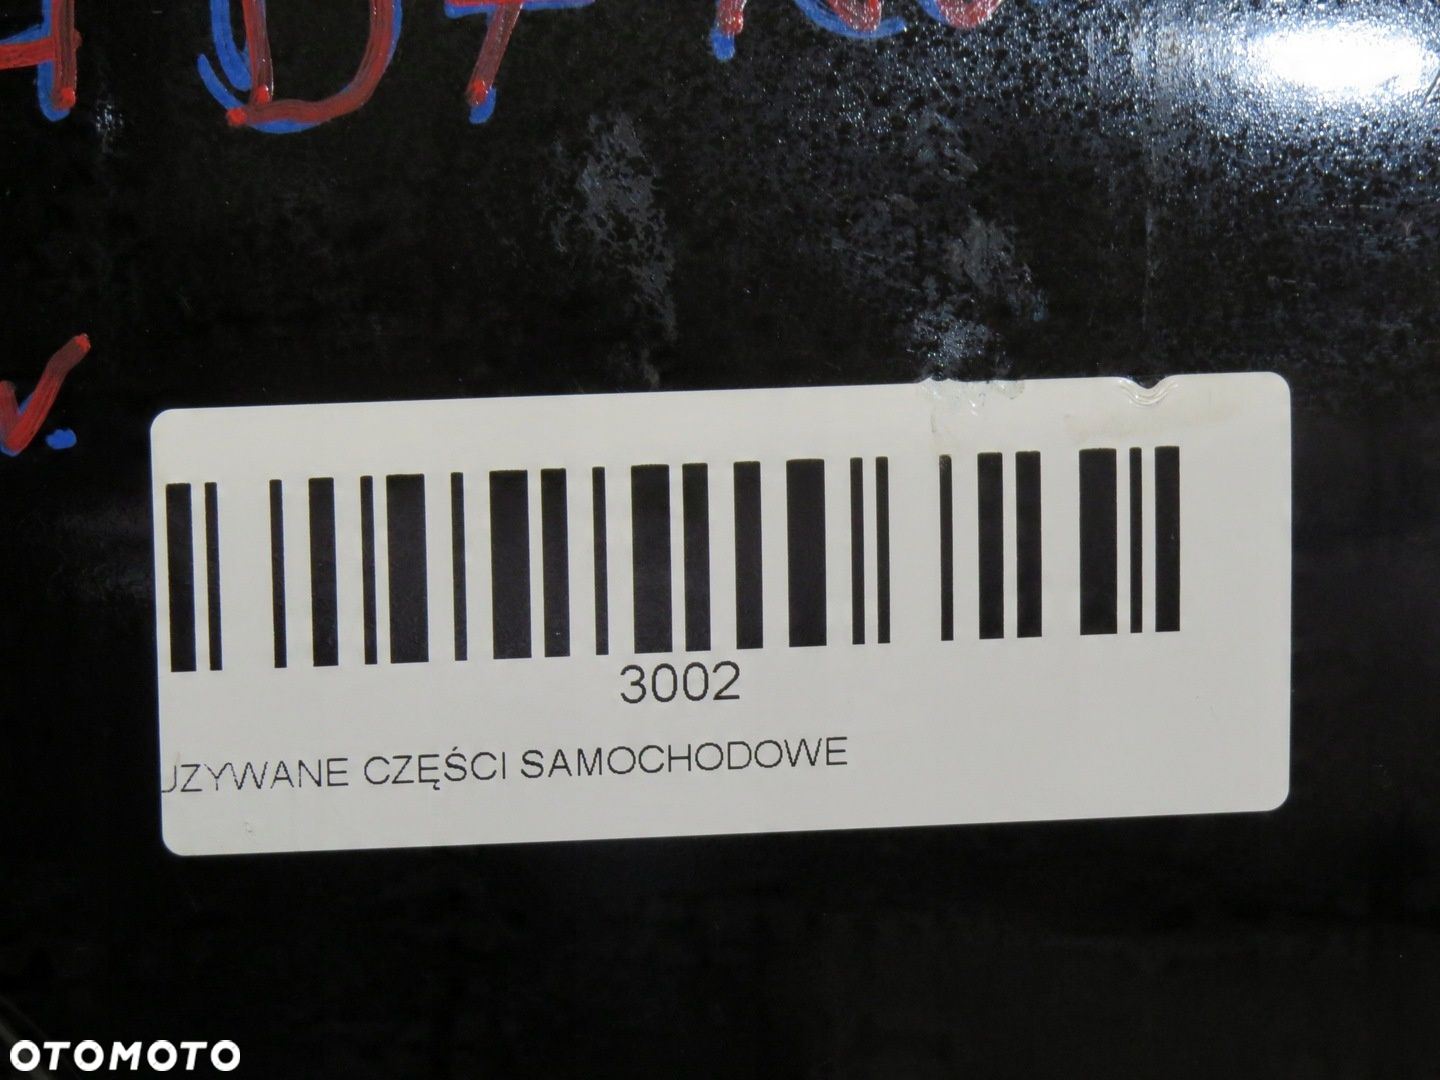 3002
UZYWANE CZĘŚCI SAMOCHODOWE
OTOMOTO